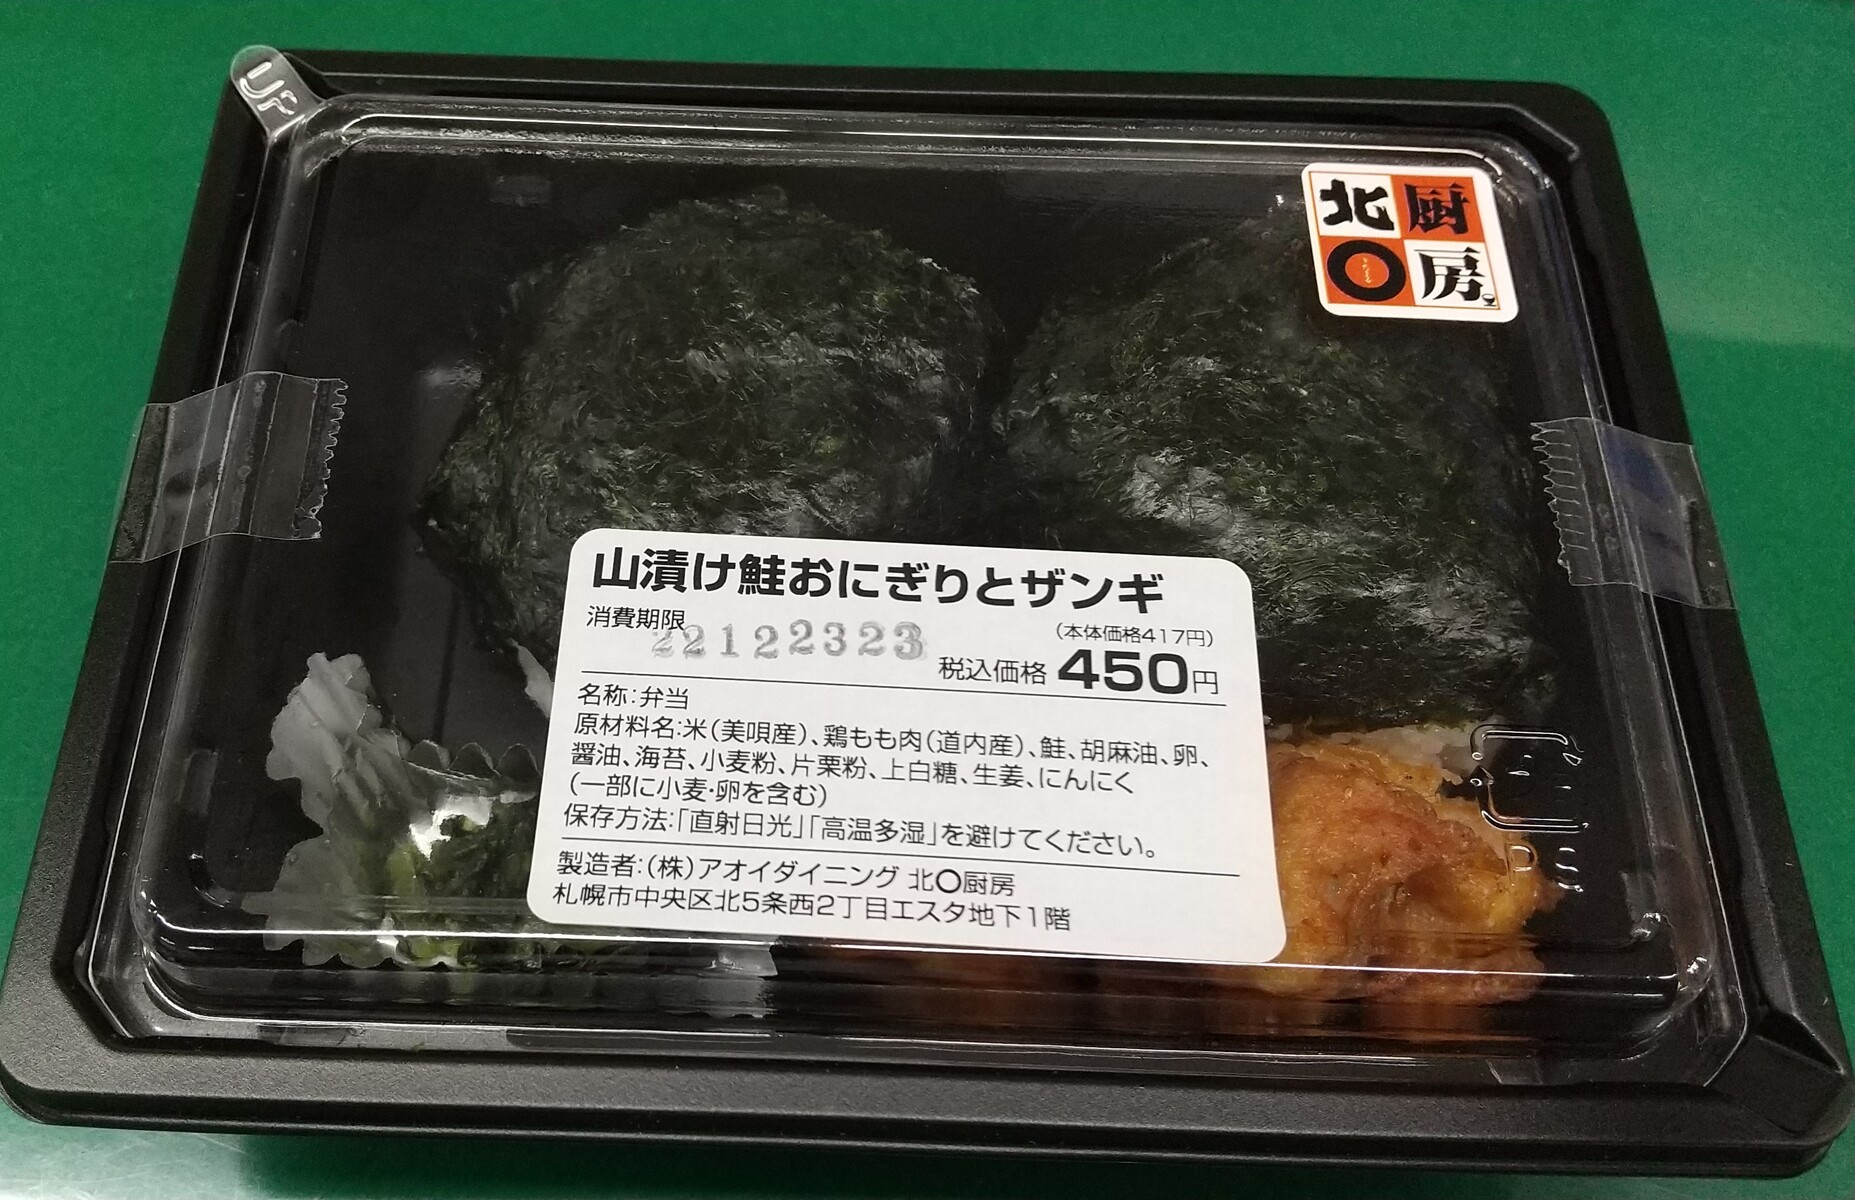 UP
北厨
〇房
山漬け鮭おにぎりとザンギ
消費期限
22122323
(本体価格417円)
税込価格 450円
名称:弁当
原材料名:米(美唄産)、鶏もも肉(道内産)、鮭、胡麻油、卵、
醤油、海苔、小麦粉、片栗粉、上白糖、生姜、にんにく
(一部に小麦・卵を含む)
保存方法:「直射日光」「高温多湿」を避けてください。
製造者:(株)アオイダイニング 北〇厨房
札幌市中央区北5条西2丁目エスタ地下1階